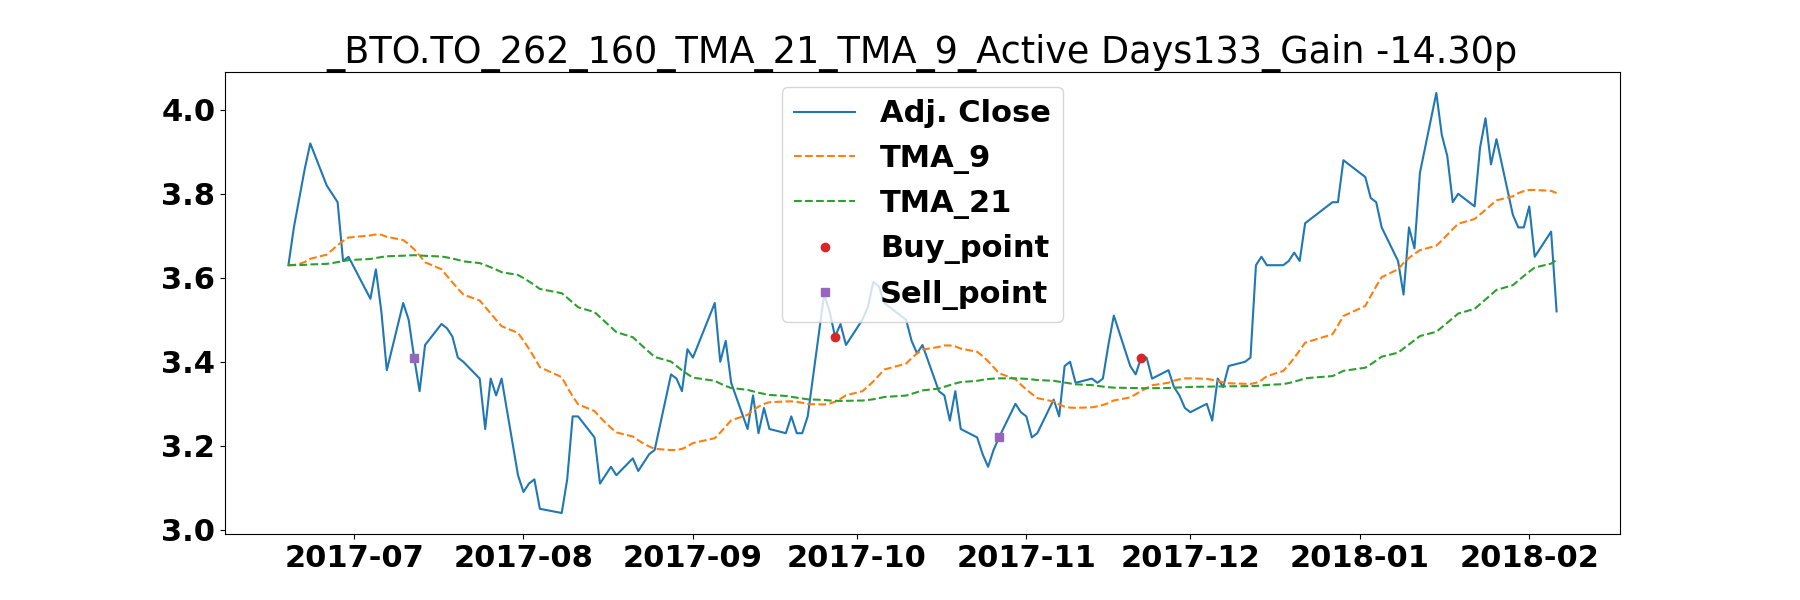 _BTO.TO_262_160_TMA_21_TMA_9_Active Days133_Gain -14.30p
Adj. Close
TMA_9
TMA_21
Buy_point
Sell_point
4.0
3.8
3.6
3.4
3.2
3.0
2017-07 2017-08 2017-09 2017-10 2017-11 2017-12 2018-01 2018-02